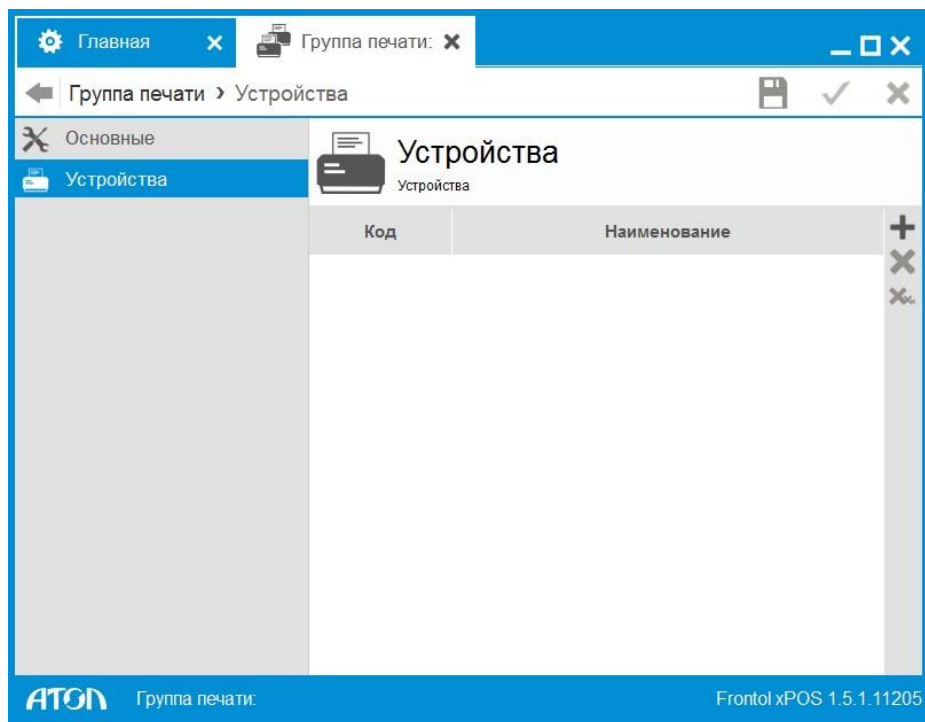 Главная
Группа печати:
Группа печати › Устройства
Основные
Устройства
Устройства
Устройства
Код Наименование
АТОЛ Группа печати: Frontol xPOS 1.5.1.11205